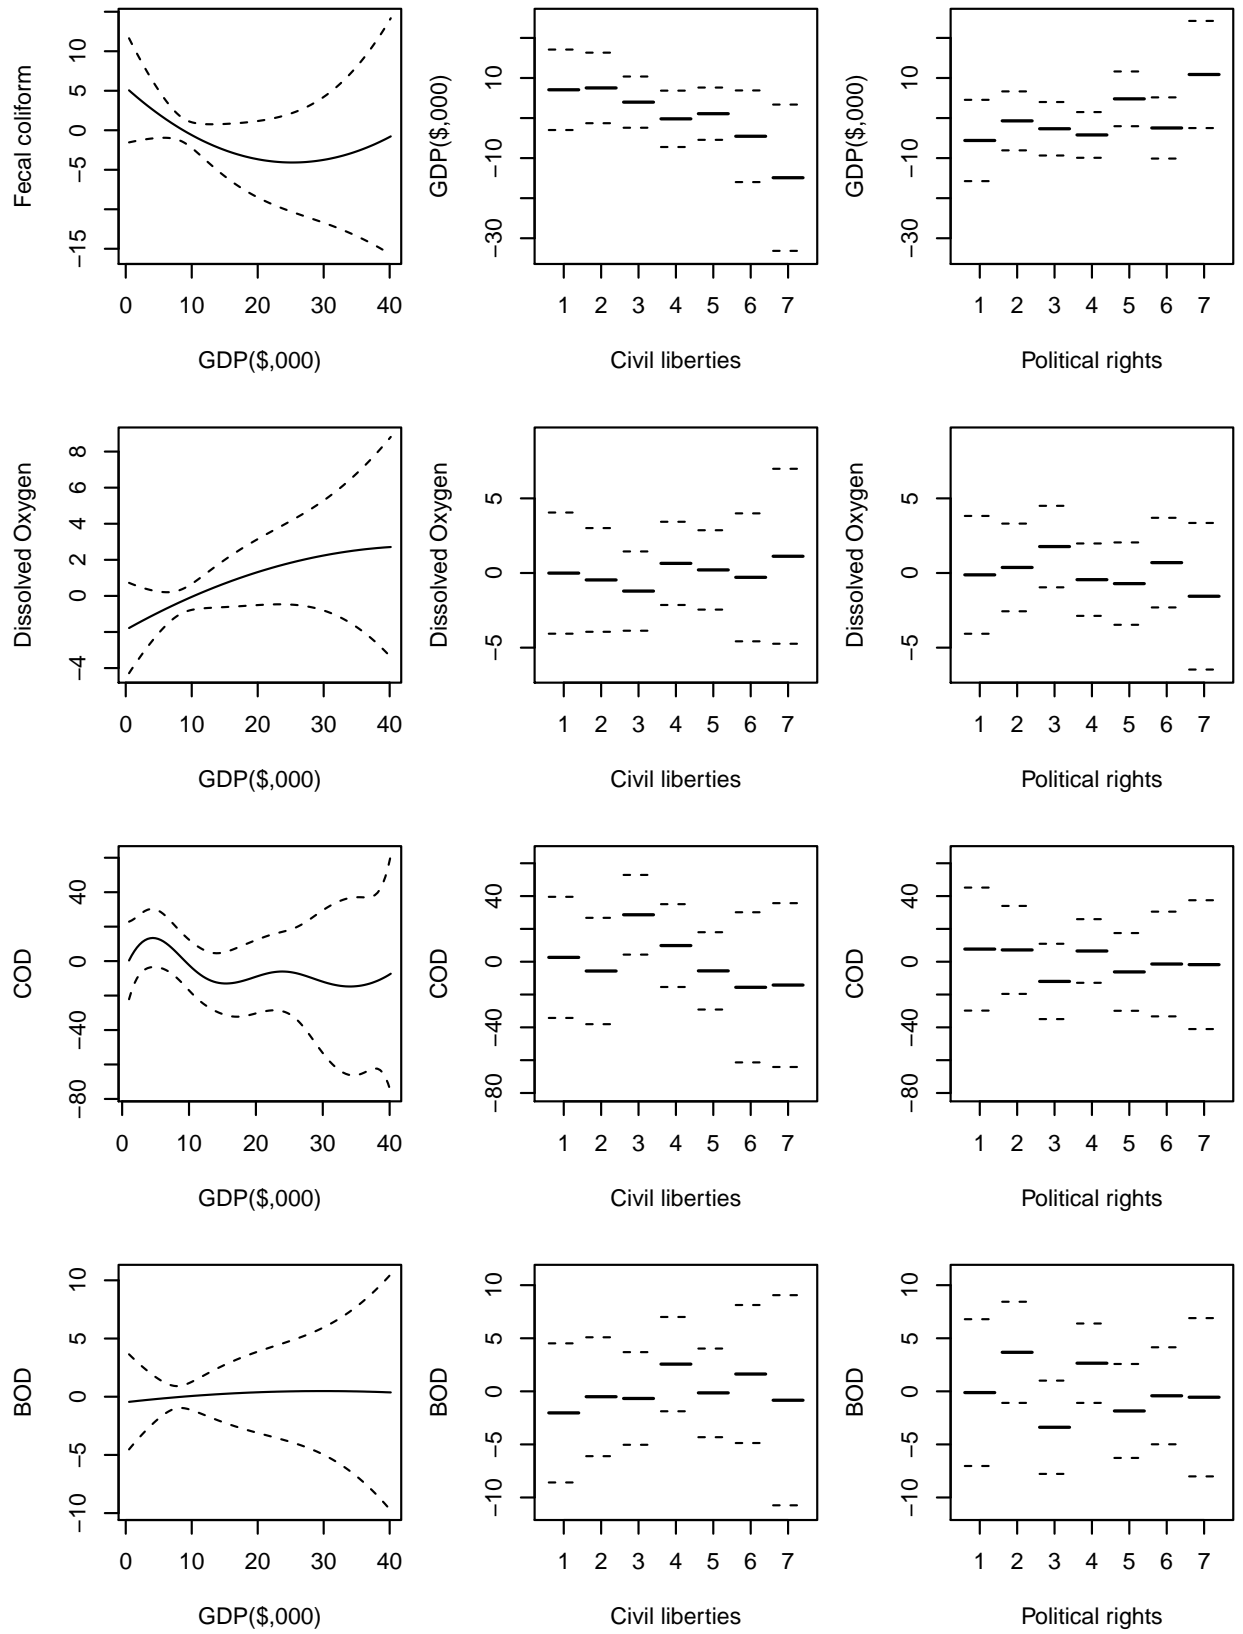 Fecal coliform
10
5
0
−5
−15
0 10 20 30 40
GDP($,000)
GDP($,000)
10
−10
−30
1 2 3 4 5 6 7
Civil liberties
GDP($,000)
10
−10
−30
1 2 3 4 5 6 7
Political rights
Dissolved Oxygen
8
6
4
2
0
−4
0 10 20 30 40
GDP($,000)
Dissolved Oxygen
5
0
−5
1 2 3 4 5 6 7
Civil liberties
Dissolved Oxygen
5
0
−5
1 2 3 4 5 6 7
Political rights
COD
40
0
−40
−80
0 10 20 30 40
GDP($,000)
COD
40
0
−40
−80
1 2 3 4 5 6 7
Civil liberties
COD
40
0
−40
−80
1 2 3 4 5 6 7
Political rights
BOD
10
5
0
−5
−10
0 10 20 30 40
GDP($,000)
BOD
10
5
0
−5
−10
1 2 3 4 5 6 7
Civil liberties
BOD
10
5
0
−5
−10
1 2 3 4 5 6 7
Political rights